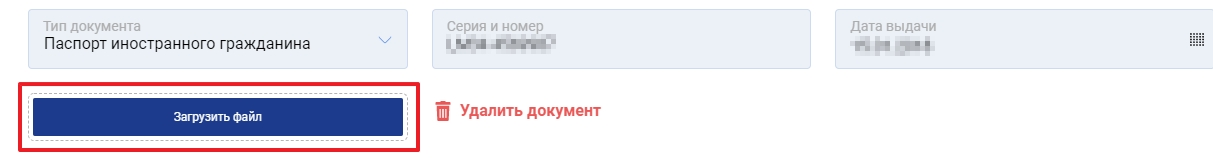 Тип документа
Паспорт иностранного гражданина
Серия и номер
Дата выдачи
Загрузить файл
Удалить документ